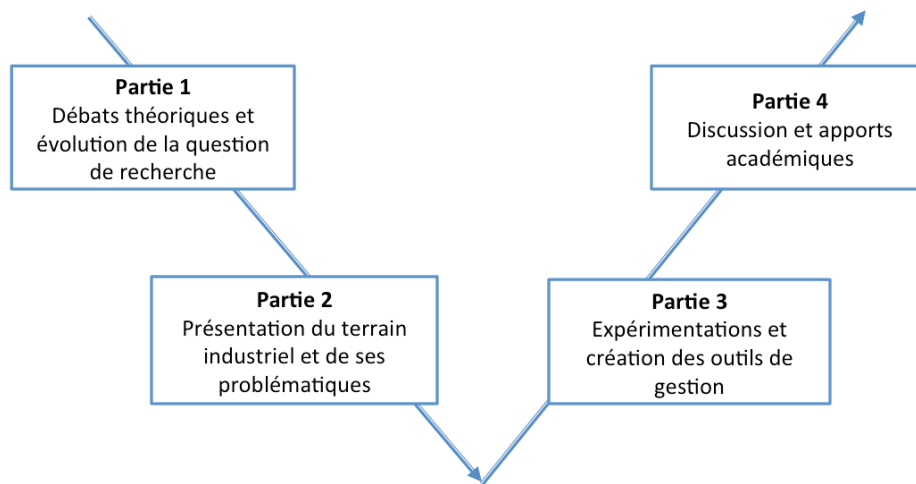 Partie 1
Débats théoriques et
évolution de la question
de recherche
Partie 4
Discussion et apports
académiques
Partie 2
Présentation du terrain
industriel et de ses
problématiques
Partie 3
Expérimentations et
création des outils de
gestion